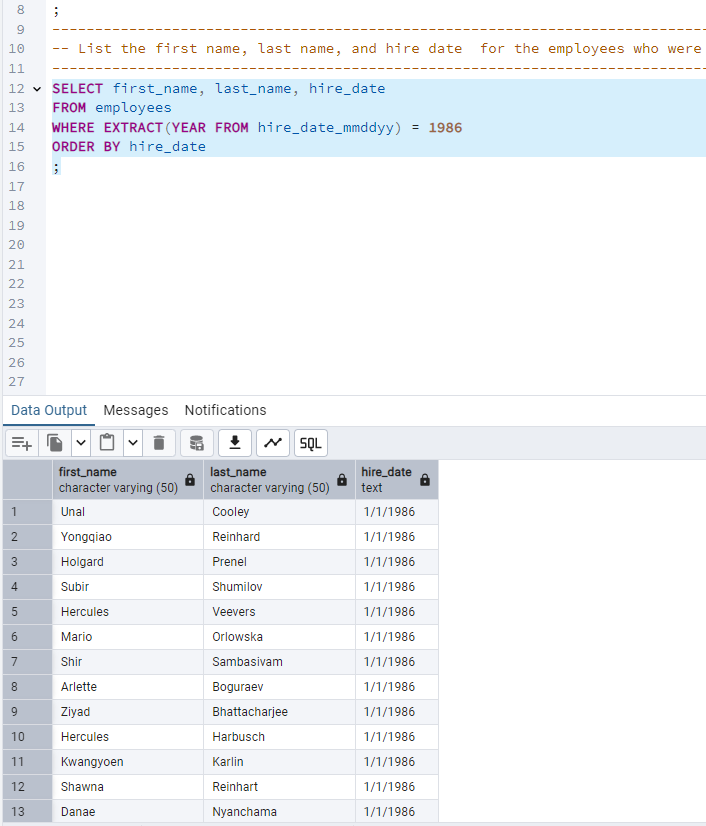 8 ;
9 --------------------------------------------------------------------------------
10 -- List the first name, last name, and hire date  for the employees who were
11 --------------------------------------------------------------------------------
12 SELECT first_name, last_name, hire_date
13 FROM employees
14 WHERE EXTRACT(YEAR FROM hire_date_mmddyy) = 1986
15 ORDER BY hire_date
16 ;
17
18
19
20
21
22
23
24
25
26
27
Data Output Messages Notifications
SQL
first_name last_name hire_date
character varying (50) character varying (50) text
1 Unal Cooley 1/1/1986
2 Yongqiao Reinhard 1/1/1986
3 Holgard Prenel 1/1/1986
4 Subir Shumilov 1/1/1986
5 Hercules Veevers 1/1/1986
6 Mario Orlowska 1/1/1986
7 Shir Sambasivam 1/1/1986
8 Arlette Boguraev 1/1/1986
9 Ziyad Bhattacharjee 1/1/1986
10 Hercules Harbusch 1/1/1986
11 Kwangyoen Karlin 1/1/1986
12 Shawna Reinhart 1/1/1986
13 Danae Nyanchama 1/1/1986